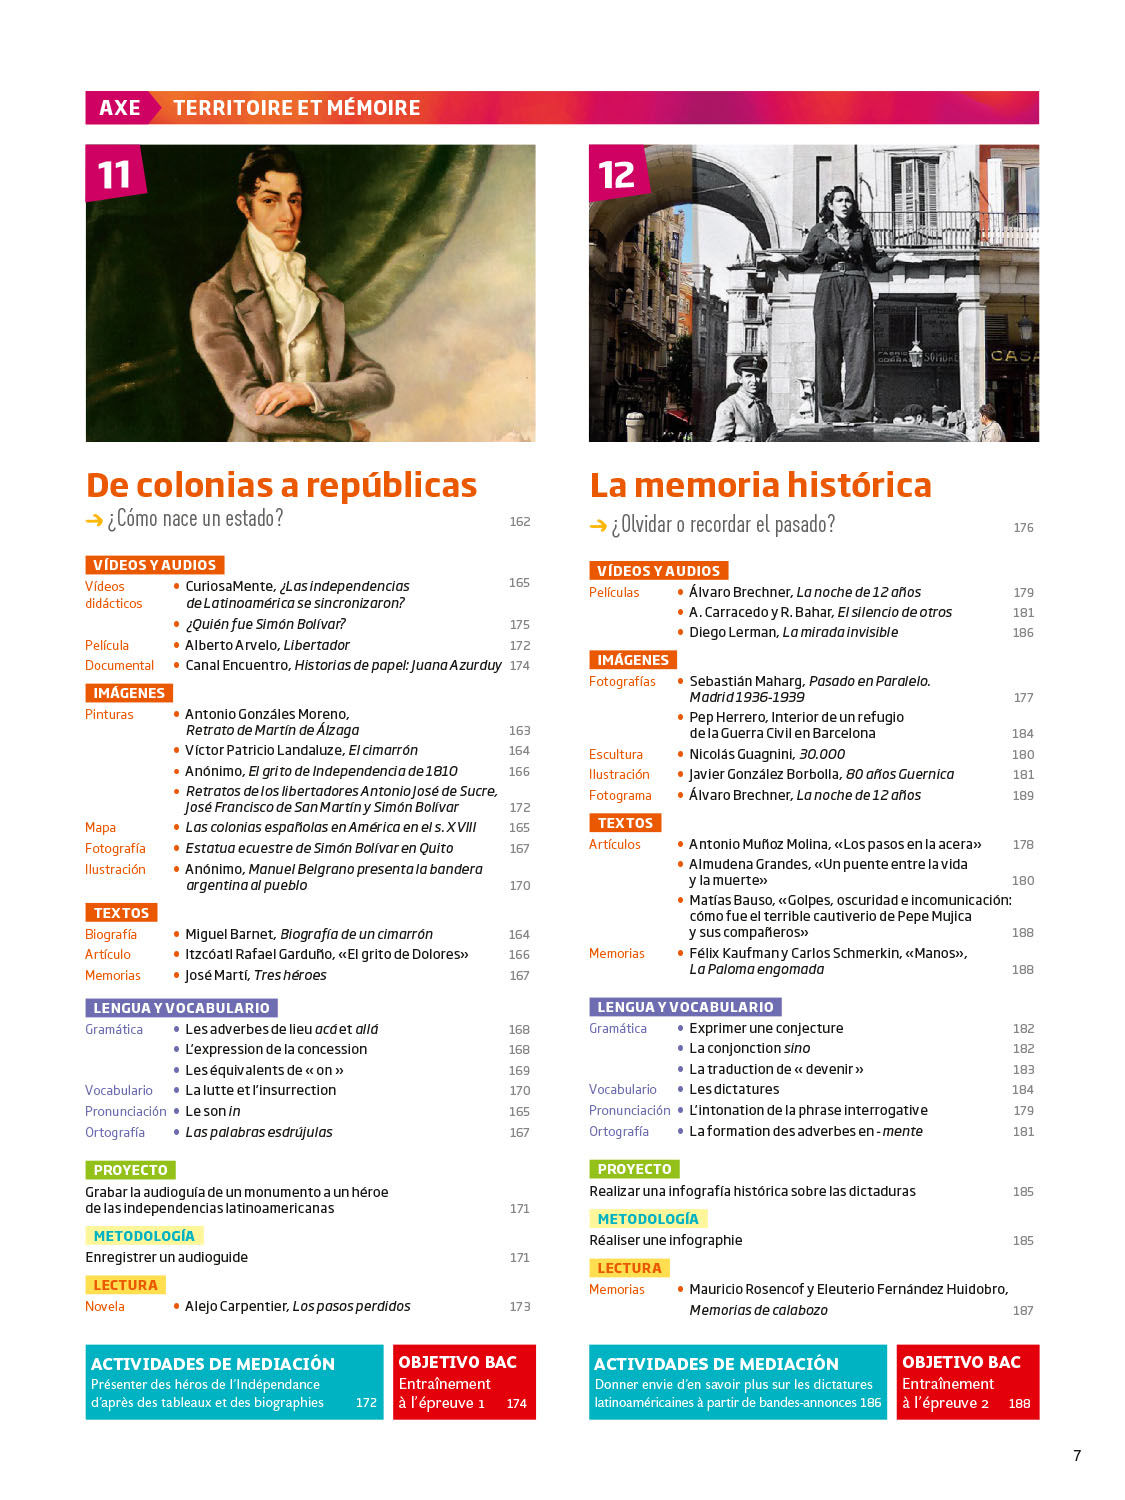 AXE TERRITOIRE ET MÉMOIRE
11
De colonias a repúblicas
➔ ¿Cómo nace un estado? 162
VÍDEOS Y AUDIOS
Vídeos didácticos • CuriosaMente, ¿Las independencias 165
de Latinoamérica se sincronizaron?
• ¿Quién fue Simón Bolívar? 175
Película • Alberto Arvelo, Libertador 172
Documental • Canal Encuentro, Historias de papel: Juana Azurduy 174
IMÁGENES
Pinturas • Antonio Gonzáles Moreno,
Retrato de Martín de Álzaga 163
• Víctor Patricio Landaluze, El cimarrón 164
• Anónimo, El grito de Independencia de 1810 166
• Retratos de los libertadores Antonio José de Sucre,
José Francisco de San Martín y Simón Bolívar 172
Mapa • Las colonias españolas en América en el s. XVIII 165
Fotografía • Estatua ecuestre de Simón Bolívar en Quito 167
Ilustración • Anónimo, Manuel Belgrano presenta la bandera
argentina al pueblo 170
TEXTOS
Biografía • Miguel Barnet, Biografía de un cimarrón 164
Artículo • Itzcóatl Rafael Garduño, «El grito de Dolores» 166
Memorias • José Martí, Tres héroes 167
LENGUA Y VOCABULARIO
Gramática • Les adverbes de lieu acá et allá 168
• L'expression de la concession 168
• Les équivalents de « on » 169
Vocabulario • La lutte et l'insurrection 170
Pronunciación • Le son in 165
Ortografía • Las palabras esdrújulas 167
PROYECTO
Grabar la audioguía de un monumento a un héroe
de las independencias latinoamericanas 171
METODOLOGÍA
Enregistrer un audioguide 171
LECTURA
Novela • Alejo Carpentier, Los pasos perdidos 173
ACTIVIDADES DE MEDIACIÓN
Présenter des héros de l'Indépendance
d'après des tableaux et des biographies 172
OBJETIVO BAC
Entraînement
à l'épreuve 1 174
12
FABRIC
GORRAS
SOMBRE
CASA
La memoria histórica
➔ ¿Olvidar o recordar el pasado? 176
VÍDEOS Y AUDIOS
Películas • Álvaro Brechner, La noche de 12 años 179
• A. Carracedo y R. Bahar, El silencio de otros 181
• Diego Lerman, La mirada invisible 186
IMÁGENES
Fotografías • Sebastián Maharg, Pasado en Paralelo.
Madrid 1936-1939 177
• Pep Herrero, Interior de un refugio
de la Guerra Civil en Barcelona 184
Escultura • Nicolás Guagnini, 30.000 180
Ilustración • Javier González Borbolla, 80 años Guernica 181
Fotograma • Álvaro Brechner, La noche de 12 años 189
TEXTOS
Artículos • Antonio Muñoz Molina, «Los pasos en la acera» 178
• Almudena Grandes, «Un puente entre la vida
y la muerte» 180
• Matías Bauso, «Golpes, oscuridad e incomunicación:
cómo fue el terrible cautiverio de Pepe Mujica
y sus compañeros» 188
Memorias • Félix Kaufman y Carlos Schmerkin, «Manos»,
La Paloma engomada 188
LENGUA Y VOCABULARIO
Gramática • Exprimer une conjecture 182
• La conjonction sino 182
• La traduction de « devenir » 183
Vocabulario • Les dictatures 184
Pronunciación • L'intonation de la phrase interrogative 179
Ortografía • La formation des adverbes en -mente 181
PROYECTO
Realizar una infografía histórica sobre las dictaduras 185
METODOLOGÍA
Réaliser une infographie 185
LECTURA
Memorias • Mauricio Rosencof y Eleuterio Fernández Huidobro,
Memorias de calabozo 187
ACTIVIDADES DE MEDIACIÓN
Donner envie d'en savoir plus sur les dictatures
latinoaméricaines à partir de bandes-annonces 186
OBJETIVO BAC
Entraînement
à l'épreuve 2 188
7